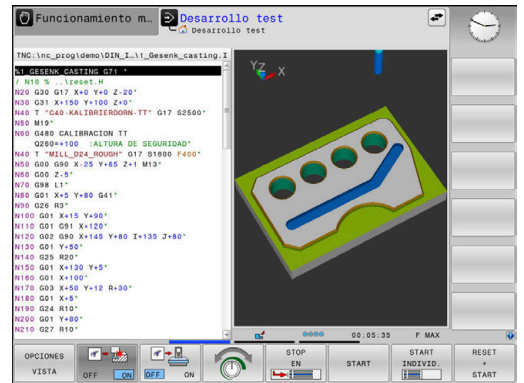 Funcionamiento m...
Desarrollo test
Desarrollo test
TNC:\nc_prog\demo\DIN_I…\1_Gesenk_casting.I
%1_GESENK_CASTING G71 *
/ N10 % ..\reset.H
N20 G30 G17 X+0 Y+0 Z-20*
N30 G31 X+150 Y+100 Z+0*
N40 T "C40-KALIBRIERDORN-TT" G17 S2500*
N50 M19*
N60 G480 CALIBRACION TT
Q260=+100 ;ALTURA DE SEGURIDAD*
N40 T "MILL_D24_ROUGH" G17 S1800 F400*
N50 G00 G90 X-25 Y+65 Z+1 M13*
N60 G00 Z-5*
N70 G98 L1*
N80 G01 X+5 Y+80 G41*
N90 G26 R3*
N100 G01 X+15 Y+90*
N110 G01 G91 X+120*
N120 G02 G90 X+145 Y+80 I+135 J+80*
N130 G01 Y+50*
N140 G25 R20*
N150 G01 X+130 Y+5*
N160 G01 X+100*
N170 G03 X+50 Y+12 R+30*
N180 G01 X+5*
N190 G24 R10*
N200 G01 Y+80*
N210 G27 R10*
Y
Z
X
00:05:35 F MAX
OPCIONES
VISTA
OFF ON
OFF ON
STOP
EN
START
START
INDIVID.
RESET
+
START